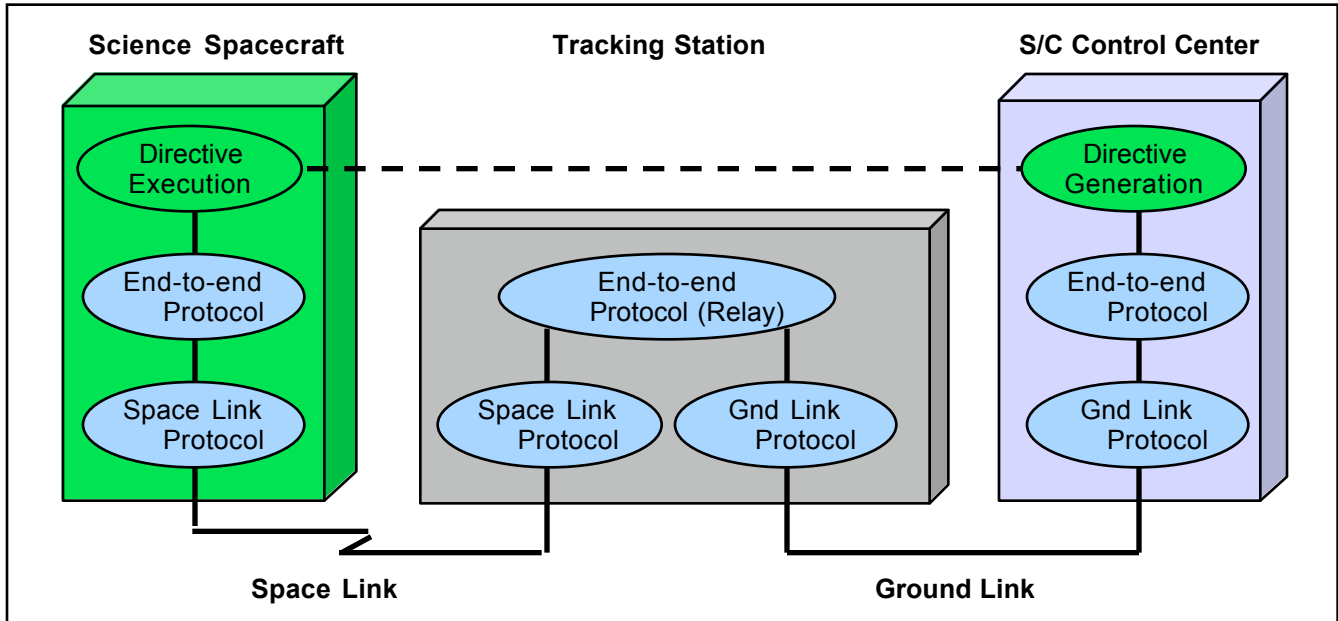 Science Spacecraft
Tracking Station
S/C Control Center
Directive
Execution
Directive
Generation
End-to-end
Protocol
End-to-end
Protocol (Relay)
End-to-end
Protocol
Space Link
Protocol
Space Link
Protocol
Gnd Link
Protocol
Gnd Link
Protocol
Space Link
Ground Link